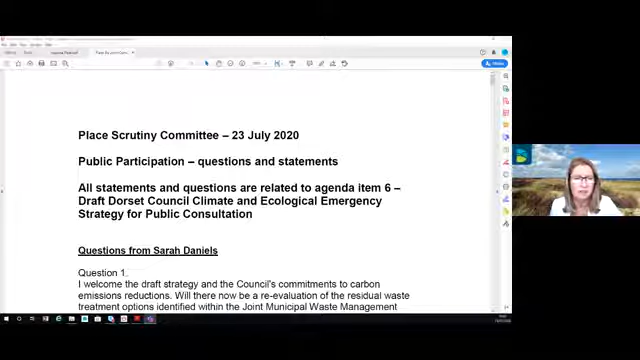 Place Scrutiny Committee – 23 July 2020
Public Participation – questions and statements
All statements and questions are related to agenda item 6 –
Draft Dorset Council Climate and Ecological Emergency
Strategy for Public Consultation
Questions from Sarah Daniels
Question 1.
I welcome the draft strategy and the Council's commitments to carbon
emissions reductions. Will there now be a re-evaluation of the residual waste
treatment options identified within the Joint Municipal Waste Management